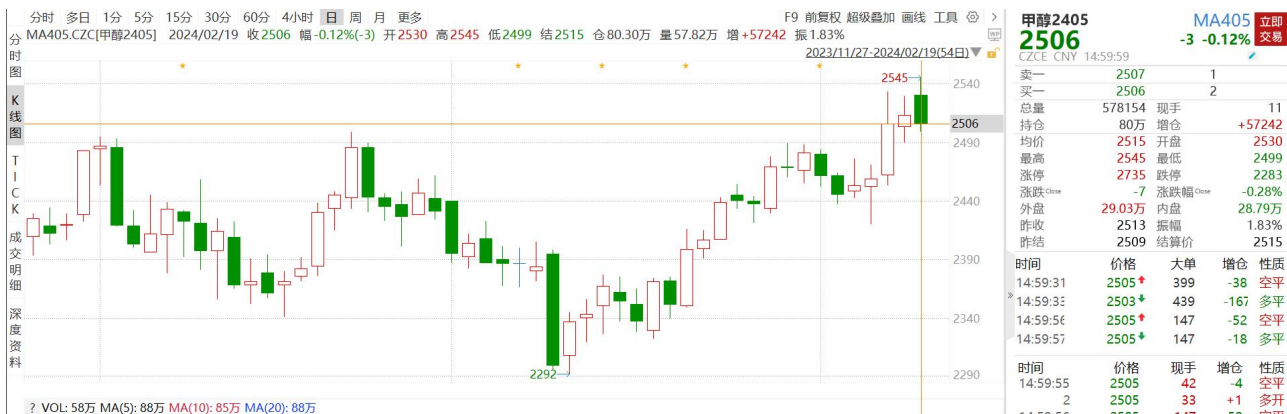 分时 多日 1分 5分 15分 30分 60分 4小时 日 周 月 更多 F9 前复权 超级叠加 画线 工具
MA405.CZC[甲醇2405] 2024/02/19 收2506 幅-0.12%(-3) 开2530 高2545 低2499 结2515 仓80.30万 量57.82万 增+57242 振1.83%
2023/11/27-2024/02/19(54日)
分时图
K线图
TICK
成交明细
深度资料
2545
2540
2506
2490
2440
2390
2340
2292
2290
? VOL: 58万 MA(5): 88万 MA(10): 85万 MA(20): 88万
甲醇2405 MA405 立即交易
2506 -3 -0.12%
CZCE CNY 14:59:59
卖一 2507 1
买一 2506 2
总量 578154 现手 11
持仓 80万 增仓 +57242
均价 2515 开盘 2530
最高 2545 最低 2499
涨停 2735 跌停 2283
涨跌Close -7 涨跌幅Close -0.28%
外盘 29.03万 内盘 28.79万
昨收 2513 振幅 1.83%
昨结 2509 结算价 2515
时间 价格 大单 增仓 性质
14:59:31 2505 399 -38 空平
14:59:33 2503 439 -167 多平
14:59:56 2505 147 -52 空平
14:59:57 2505 147 -18 多平
时间 价格 现手 增仓 性质
14:59:55 2505 42 -4 空平
2 2505 33 +1 多开